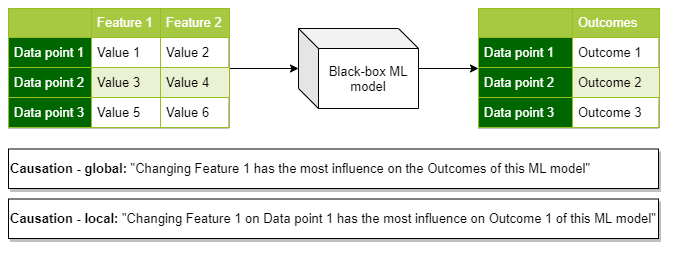 Feature 1 Feature 2
Data point 1 Value 1 Value 2
Data point 2 Value 3 Value 4
Data point 3 Value 5 Value 6
Black-box ML
model
Outcomes
Data point 1 Outcome 1
Data point 2 Outcome 2
Data point 3 Outcome 3
Causation - global: "Changing Feature 1 has the most influence on the Outcomes of this ML model"
Causation - local: "Changing Feature 1 on Data point 1 has the most influence on Outcome 1 of this ML model"